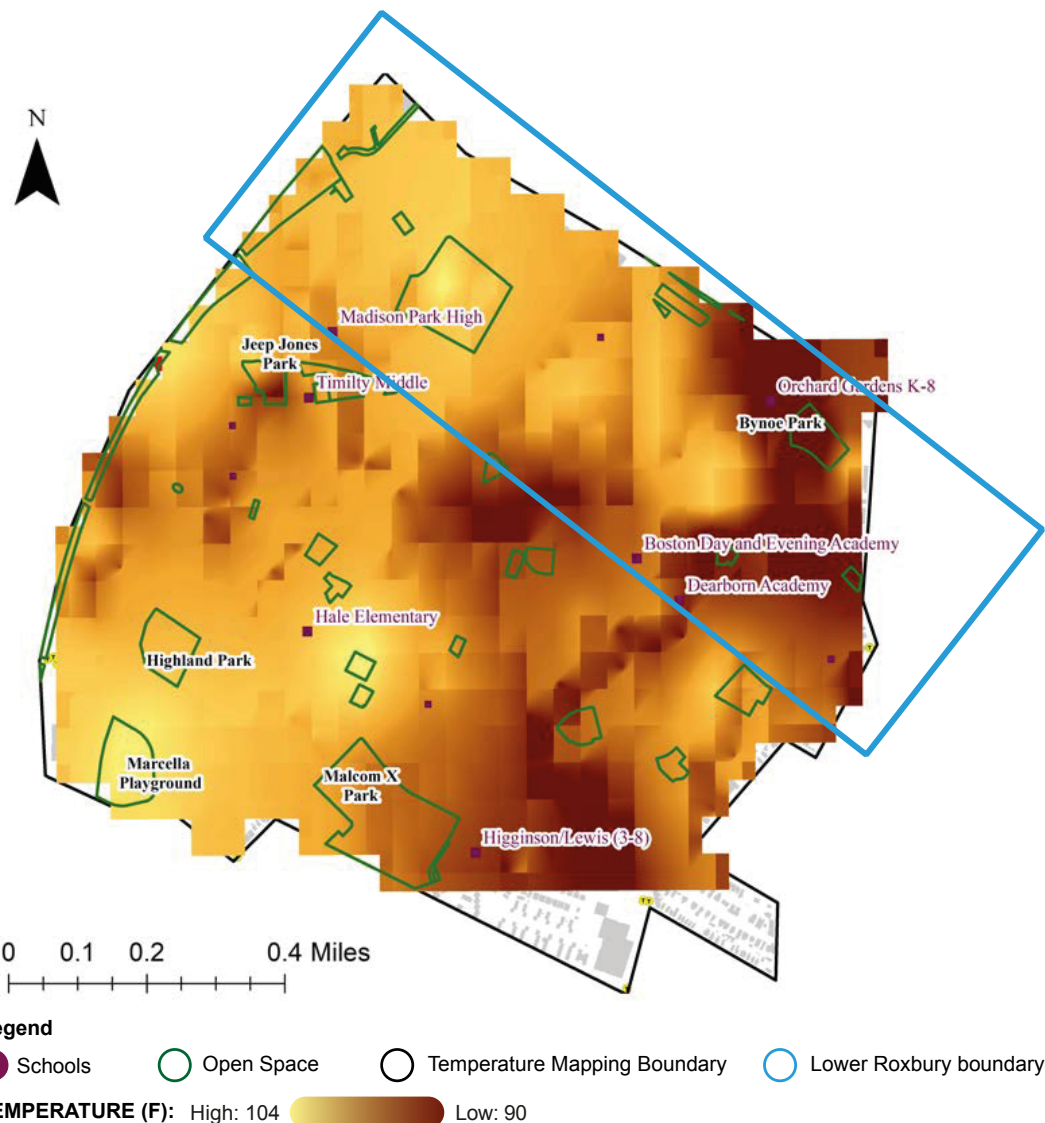 N
Madison Park High
Jeep Jones
Park
Timilty Middle
Orchard Gardens K-8
Bynoe Park
Boston Day and Evening Academy
Dearborn Academy
Hale Elementary
Highland Park
Marcella
Playground
Malcom X
Park
Higginson/Lewis (3-8)
0 0.1 0.2 0.4 Miles
egend
Schools Open Space Temperature Mapping Boundary Lower Roxbury boundary
EMPERATURE (F): High: 104 Low: 90